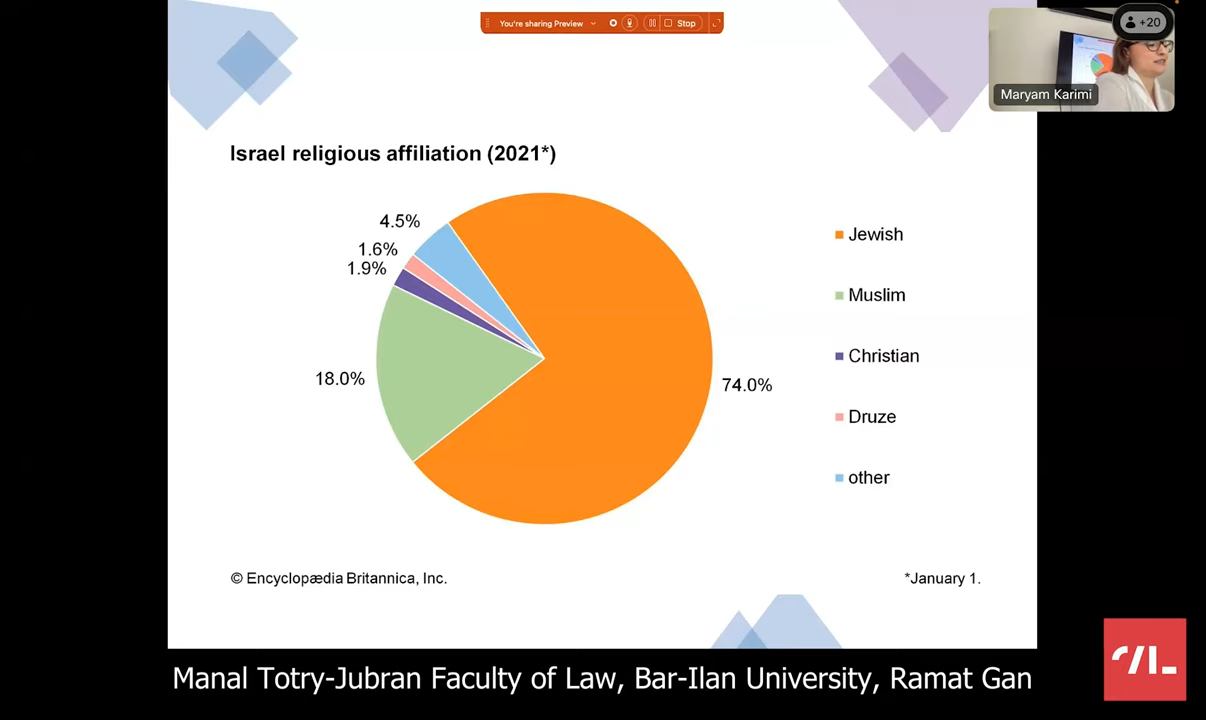 You're sharing Preview
Stop
+20
Maryam Karimi
Israel religious affiliation (2021*)
4.5%
1.6%
1.9%
18.0%
74.0%
Jewish
Muslim
Christian
Druze
other
© Encyclopædia Britannica, Inc.
*January 1.
Manal Totry-Jubran Faculty of Law, Bar-Ilan University, Ramat Gan